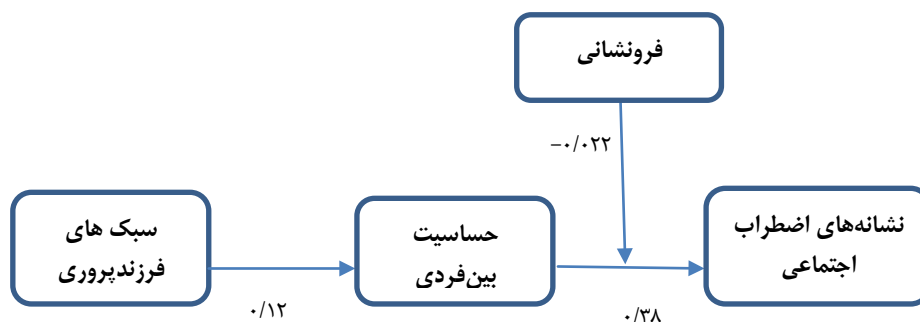 فرونشانی
−۰/۰۲۲
سبک های
فرزندپروری
حساسیت
بین‌فردی
نشانه‌های اضطراب
اجتماعی
۰/۱۲
۰/۳۸